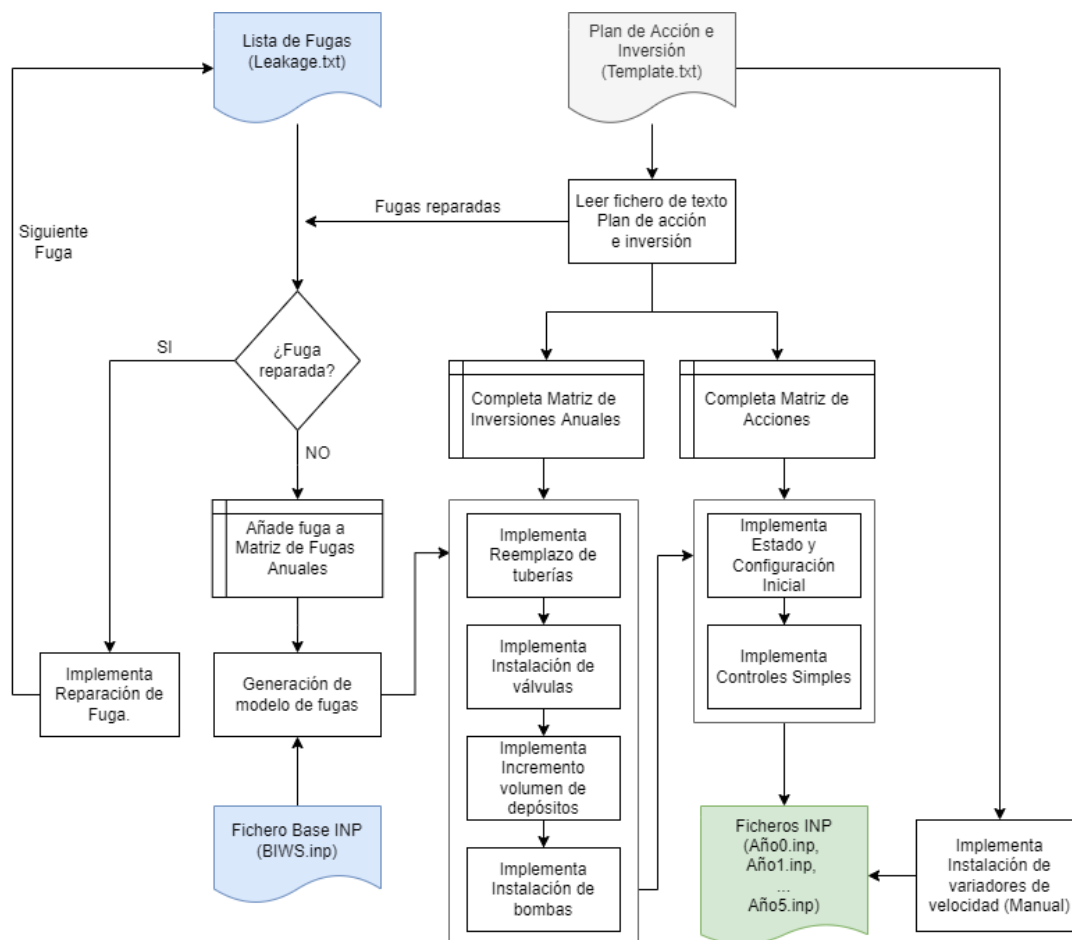 Lista de Fugas
(Leakage.txt)
Plan de Acción e
Inversión
(Template.txt)
Leer fichero de texto
Plan de acción
e inversión
Fugas reparadas
Siguiente
Fuga
¿Fuga
reparada?
SI
NO
Completa Matriz de
Inversiones Anuales
Completa Matriz de
Acciones
Añade fuga a
Matriz de Fugas
Anuales
Implementa
Reemplazo de
tuberías
Implementa
Estado y
Configuración
Inicial
Implementa
Reparación de
Fuga.
Generación de
modelo de fugas
Implementa
Instalación de
válvulas
Implementa
Controles Simples
Implementa
Incremento
volumen de
depósitos
Fichero Base INP
(BIWS.inp)
Implementa
Instalación de
bombas
Ficheros INP
(Año0.inp,
Año1.inp,
...
Año5.inp)
Implementa
Instalación de
variadores de
velocidad (Manual)